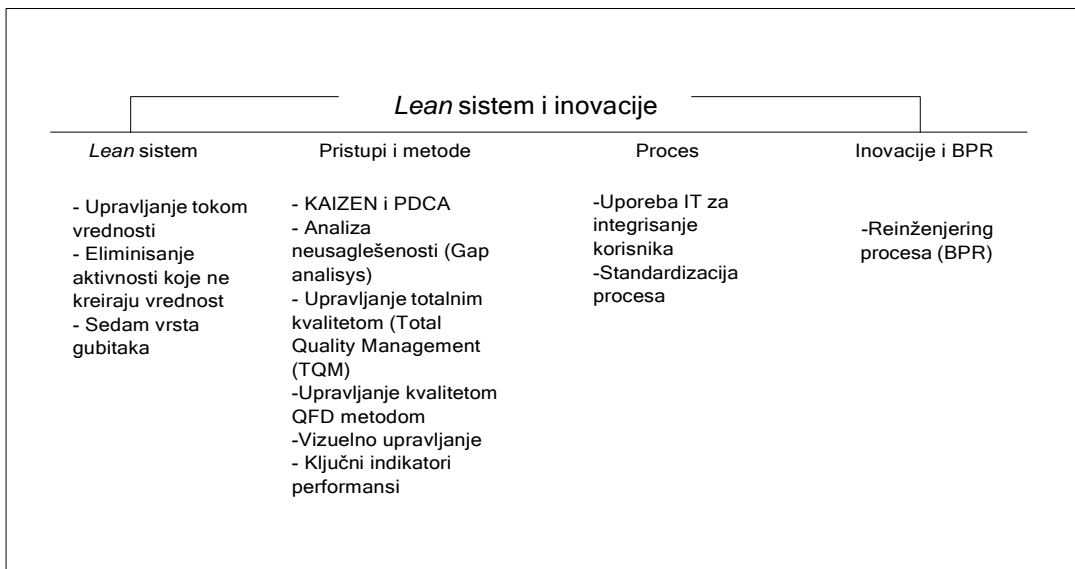 Lean sistem i inovacije
Lean sistem
- Upravljanje tokom
vrednosti
- Eliminisanje
aktivnosti koje ne
kreiraju vrednost
- Sedam vrsta
gubitaka
Pristupi i metode
- KAIZEN i PDCA
- Analiza
neusaglešenosti (Gap
analisys)
- Upravljanje totalnim
kvalitetom (Total
Quality Management
(TQM)
-Upravljanje kvalitetom
QFD metodom
-Vizuelno upravljanje
- Ključni indikatori
performansi
Proces
-Uporeba IT za
integrisanje
korisnika
-Standardizacija
procesa
Inovacije i BPR
-Reinženjering
procesa (BPR)